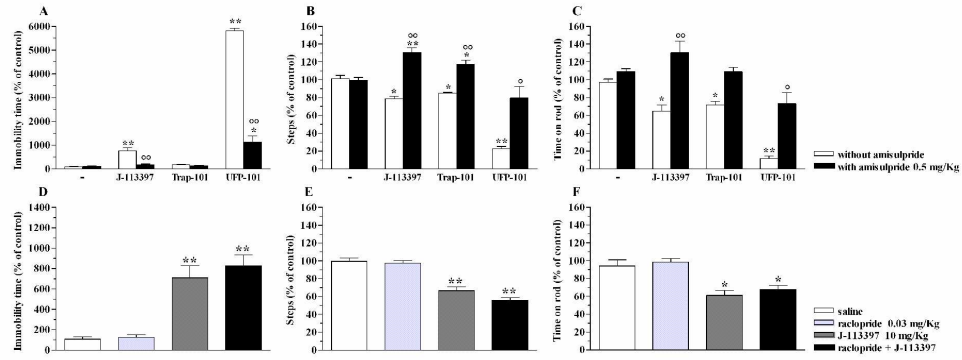 A
B
C
Immobility time (% of control)
6000
5000
4000
3000
2000
1000
0
**
**
oo
**
oo
*
-
J-113397
Trap-101
UFP-101
Steps (% of control)
160
140
120
100
80
60
40
20
0
*
oo
**
*
oo
*
**
o
-
J-113397
Trap-101
UFP-101
Time on rod (% of control)
160
140
120
100
80
60
40
20
0
*
oo
*
**
o
-
J-113397
Trap-101
UFP-101
without amisulpride
with amisulpride 0.5 mg/Kg
D
E
F
Immobility time (% of control)
1400
1200
1000
800
600
400
200
0
**
**
Steps (% of control)
160
140
120
100
80
60
40
20
0
**
**
Time on rod (% of control)
160
140
120
100
80
60
40
20
0
*
*
saline
raclopride 0.03 mg/Kg
J-113397 10 mg/Kg
raclopride + J-113397